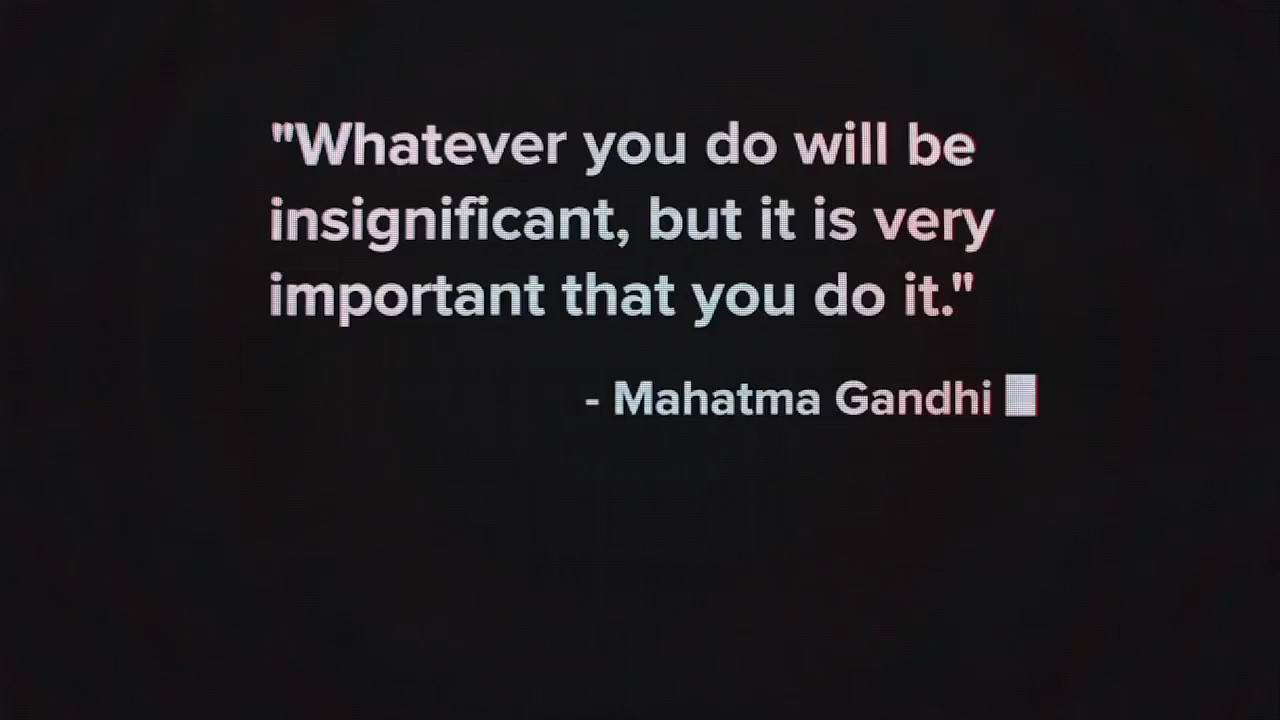 "Whatever you do will be
insignificant, but it is very
important that you do it."
- Mahatma Gandhi